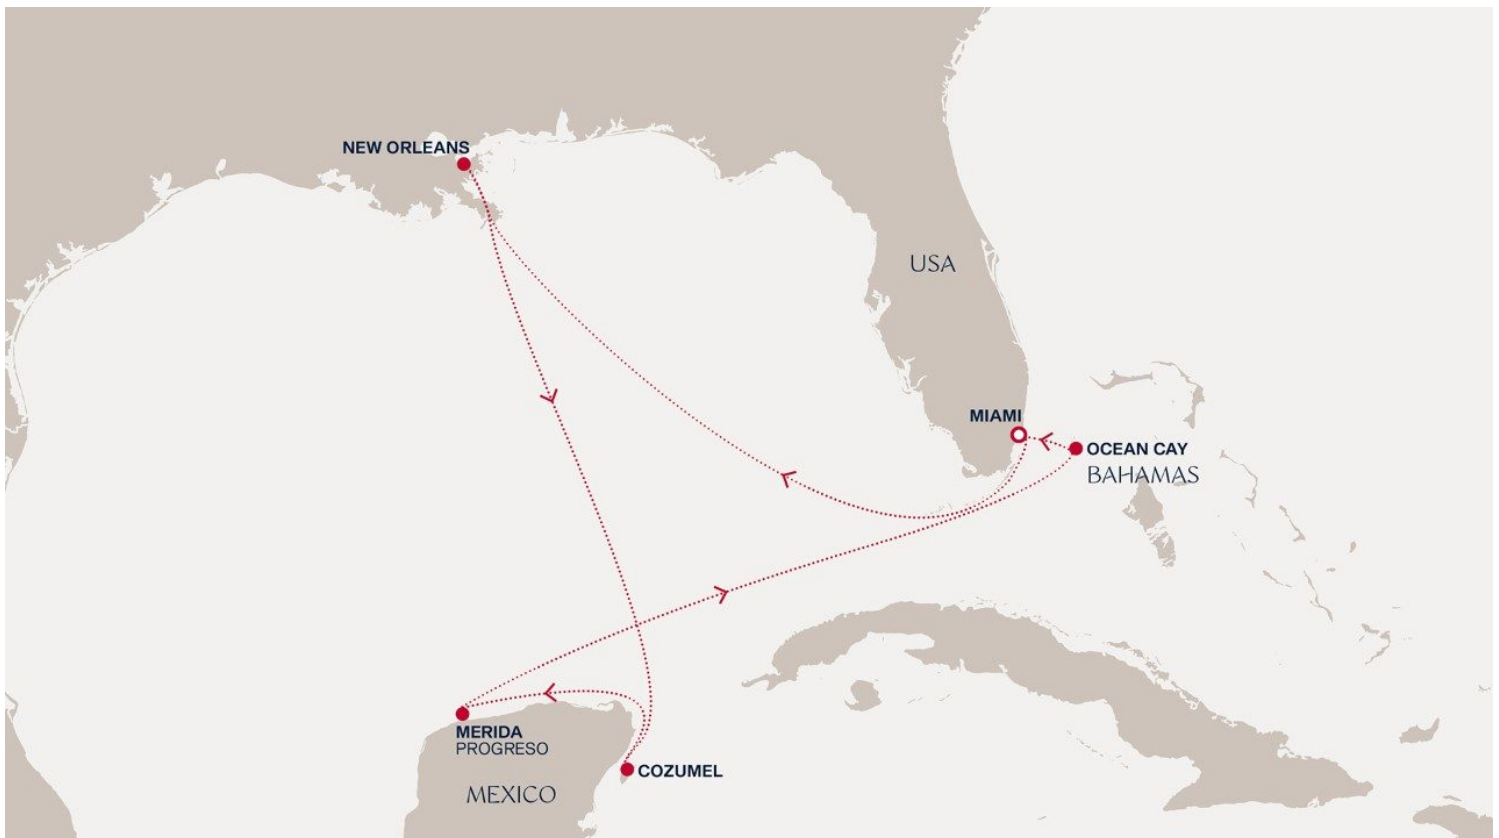 NEW ORLEANS
USA
MIAMI
OCEAN CAY
BAHAMAS
MERIDA
PROGRESO
COZUMEL
MEXICO